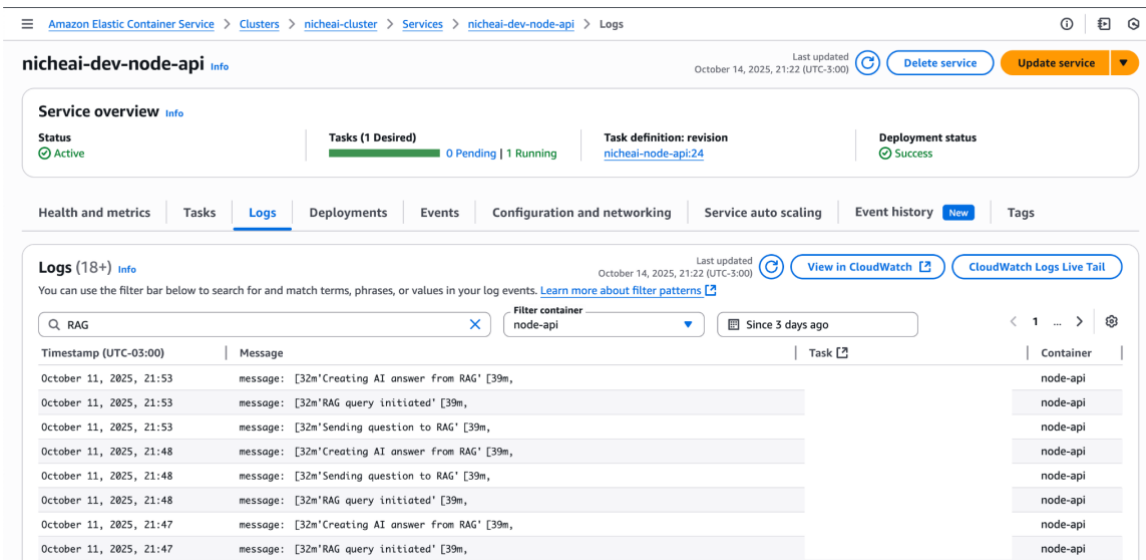 Amazon Elastic Container Service > Clusters > nicheai-cluster > Services > nicheai-dev-node-api > Logs
nicheai-dev-node-api Info
Last updated
October 14, 2025, 21:22 (UTC-3:00)
Delete service
Update service
Service overview Info
Status
Active
Tasks (1 Desired)
0 Pending | 1 Running
Task definition: revision
nicheai-node-api:24
Deployment status
Success
Health and metrics Tasks Logs Deployments Events Configuration and networking Service auto scaling Event history New Tags
Logs (18+) Info
Last updated
October 14, 2025, 21:22 (UTC-3:00)
View in CloudWatch
CloudWatch Logs Live Tail
You can use the filter bar below to search for and match terms, phrases, or values in your log events. Learn more about filter patterns
RAG
Filter container
node-api
Since 3 days ago
1 ...
Timestamp (UTC-03:00) Message Task Container
October 11, 2025, 21:53 message: [32m'Creating AI answer from RAG' [39m, node-api
October 11, 2025, 21:53 message: [32m'RAG query initiated' [39m, node-api
October 11, 2025, 21:53 message: [32m'Sending question to RAG' [39m, node-api
October 11, 2025, 21:48 message: [32m'Creating AI answer from RAG' [39m, node-api
October 11, 2025, 21:48 message: [32m'Sending question to RAG' [39m, node-api
October 11, 2025, 21:48 message: [32m'RAG query initiated' [39m, node-api
October 11, 2025, 21:47 message: [32m'Creating AI answer from RAG' [39m, node-api
October 11, 2025, 21:47 message: [32m'RAG query initiated' [39m, node-api